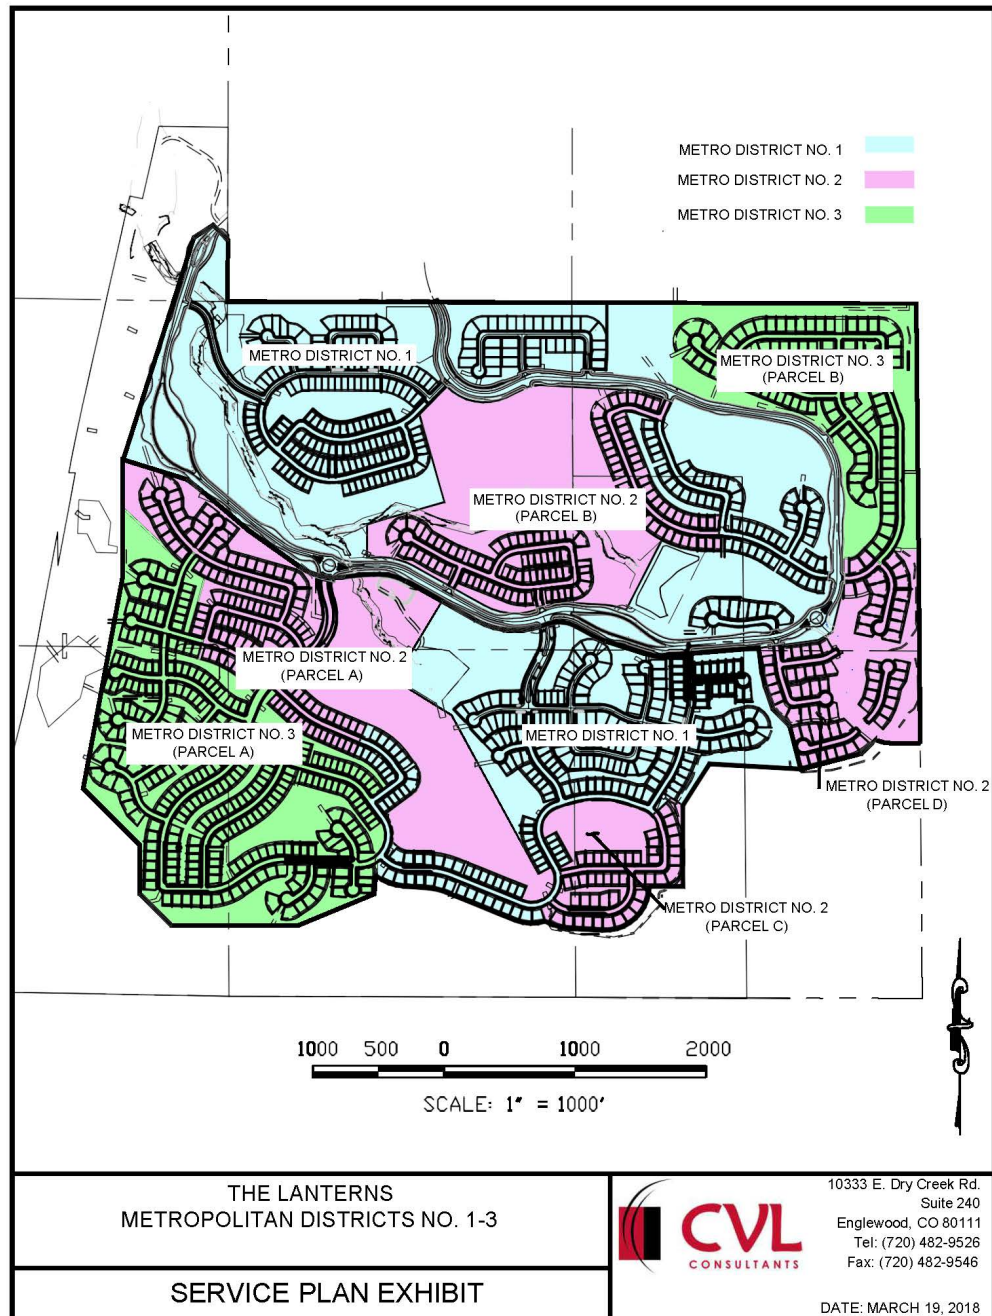 METRO DISTRICT NO. 1
METRO DISTRICT NO. 2
METRO DISTRICT NO. 3
METRO DISTRICT NO. 1
METRO DISTRICT NO. 3
(PARCEL B)
METRO DISTRICT NO. 2
(PARCEL B)
METRO DISTRICT NO. 2
(PARCEL A)
METRO DISTRICT NO. 3
(PARCEL A)
METRO DISTRICT NO. 1
METRO DISTRICT NO. 2
(PARCEL D)
METRO DISTRICT NO. 2
(PARCEL C)
1000 500 0 1000 2000
SCALE: 1" = 1000'
THE LANTERNS
METROPOLITAN DISTRICTS NO. 1-3
SERVICE PLAN EXHIBIT
CVL
CONSULTANTS
10333 E. Dry Creek Rd.
Suite 240
Englewood, CO 80111
Tel: (720) 482-9526
Fax: (720) 482-9546
DATE: MARCH 19, 2018